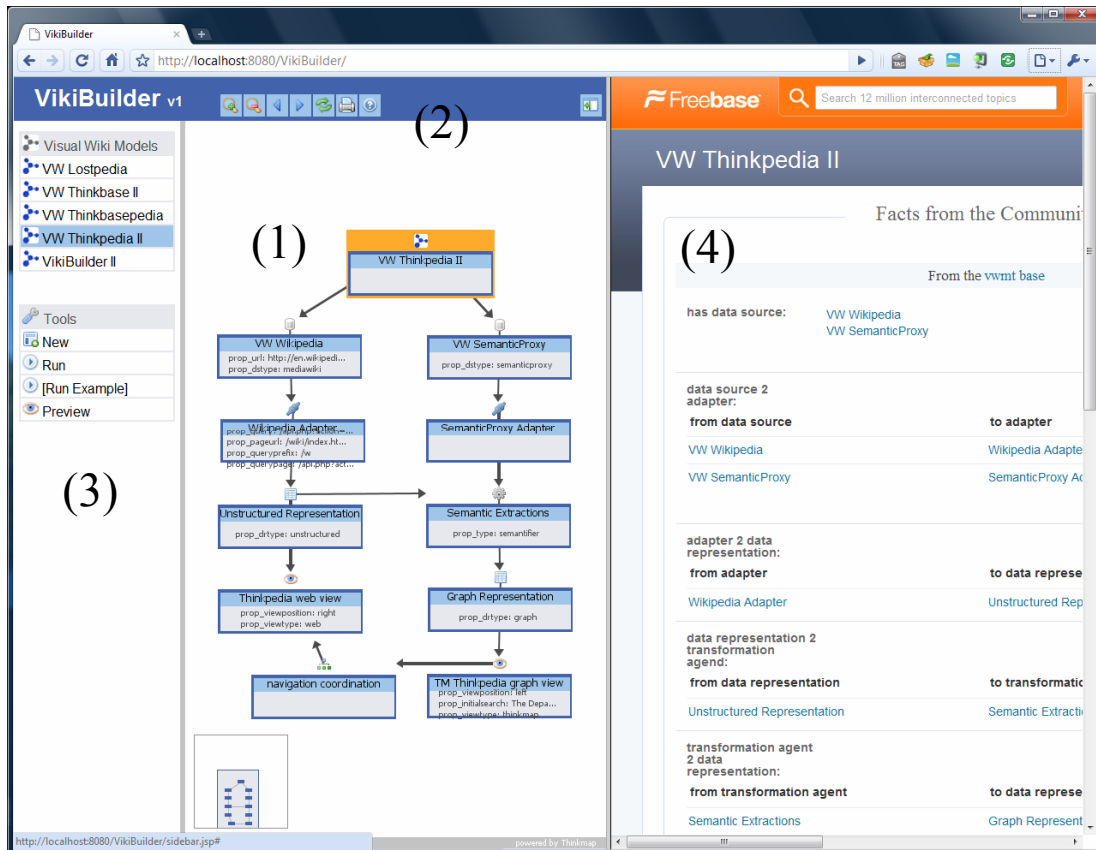 VikiBuilder
http://localhost:8080/VikiBuilder/
VikiBuilder v1
(2)
Visual Wiki Models
VW Lostpedia
VW Thinkbase II
VW Thinkbasepedia
VW Thinkpedia II
VikiBuilder II
Tools
New
Run
[Run Example]
Preview
(3)
(1)
VW Thinkpedia II
VW Wikipedia
prop_url: http://en.wikipedi...
prop_dstype: mediawiki
VW SemanticProxy
prop_dstype: semanticproxy
Wikipedia Adapter
prop_pageurl: /wiki/index.ht...
prop_queryprefix: /w
prop_querypage: /api.php?act...
SemanticProxy Adapter
Unstructured Representation
prop_drtype: unstructured
Semantic Extractions
prop_type: semantifier
Thinkpedia web view
prop_viewposition: right
prop_viewtype: web
Graph Representation
prop_drtype: graph
navigation coordination
TM Thinkpedia graph view
prop_viewposition: left
prop_initialsearch: The Depa...
prop_viewtype: thinkmap
http://localhost:8080/VikiBuilder/sidebar.jsp#
powered by Thinkmap
Freebase
Search 12 million interconnected topics
VW Thinkpedia II
Facts from the Communi
(4)
From the vwmt base
has data source: VW Wikipedia
VW SemanticProxy
data source 2
adapter:
from data source to adapter
VW Wikipedia Wikipedia Adapte
VW SemanticProxy SemanticProxy Ad
adapter 2 data
representation:
from adapter to data represe
Wikipedia Adapter Unstructured Rep
data representation 2
transformation
agend:
from data representation to transformatio
Unstructured Representation Semantic Extracti
transformation agent
2 data
representation:
from transformation agent to data represe
Semantic Extractions Graph Represent